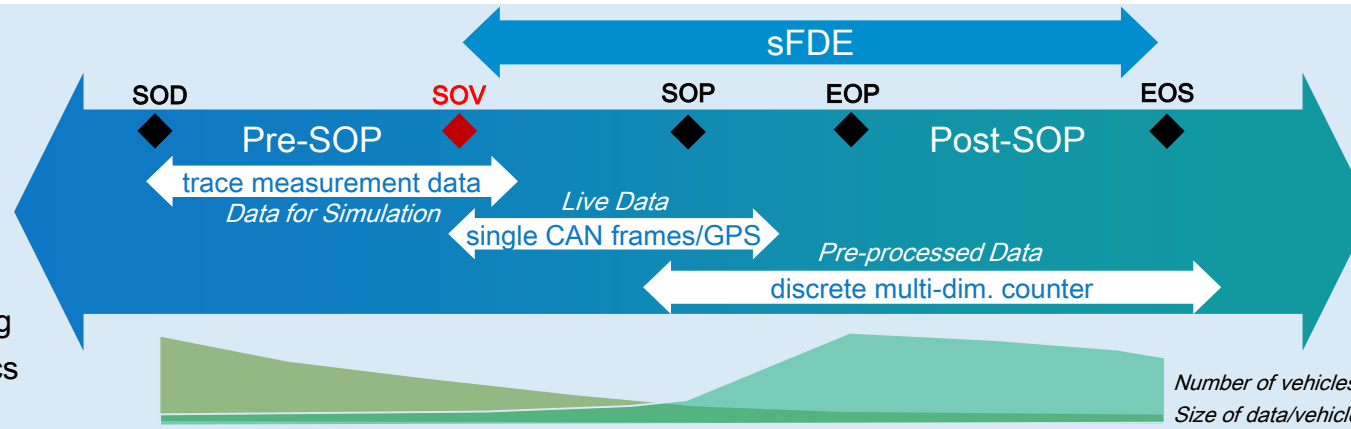 sFDE
SOD
SOV
SOP
EOP
EOS
Pre-SOP
Post-SOP
trace measurement data
Data for Simulation
Live Data
single CAN frames/GPS
Pre-processed Data
discrete multi-dim. counter
Number of vehicles
Size of data/vehicle